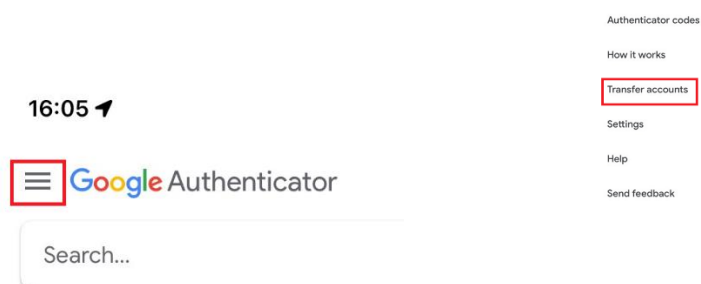 16:05
Google Authenticator
Search...
Authenticator codes
How it works
Transfer accounts
Settings
Help
Send feedback